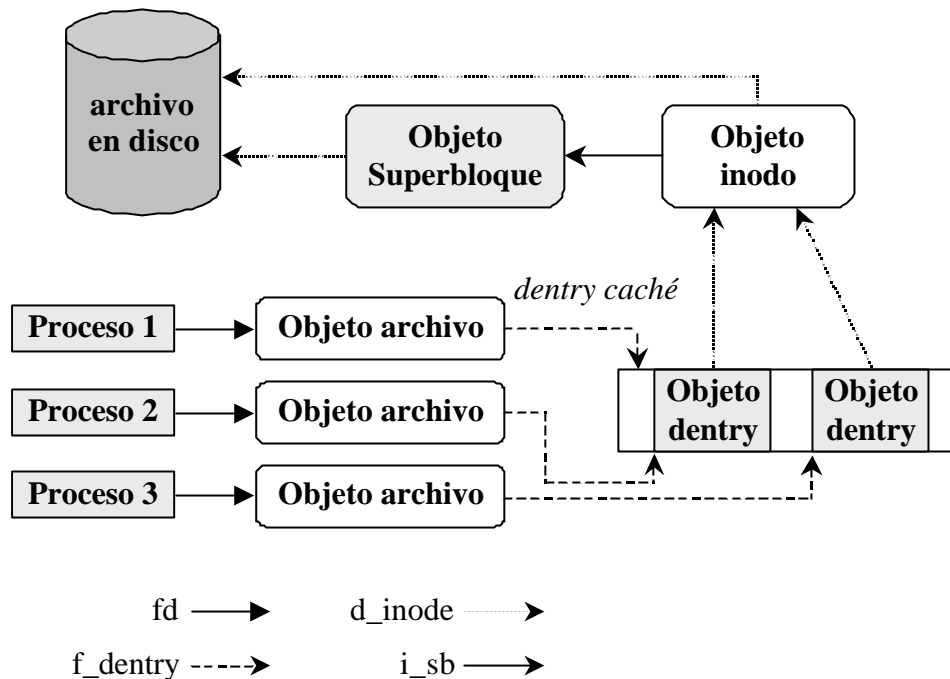 archivo
en disco
Objeto
Superbloque
Objeto
inodo
dentry caché
Proceso 1
Objeto archivo
Proceso 2
Objeto archivo
Proceso 3
Objeto archivo
Objeto
dentry
Objeto
dentry
fd
d_inode
f_dentry
i_sb